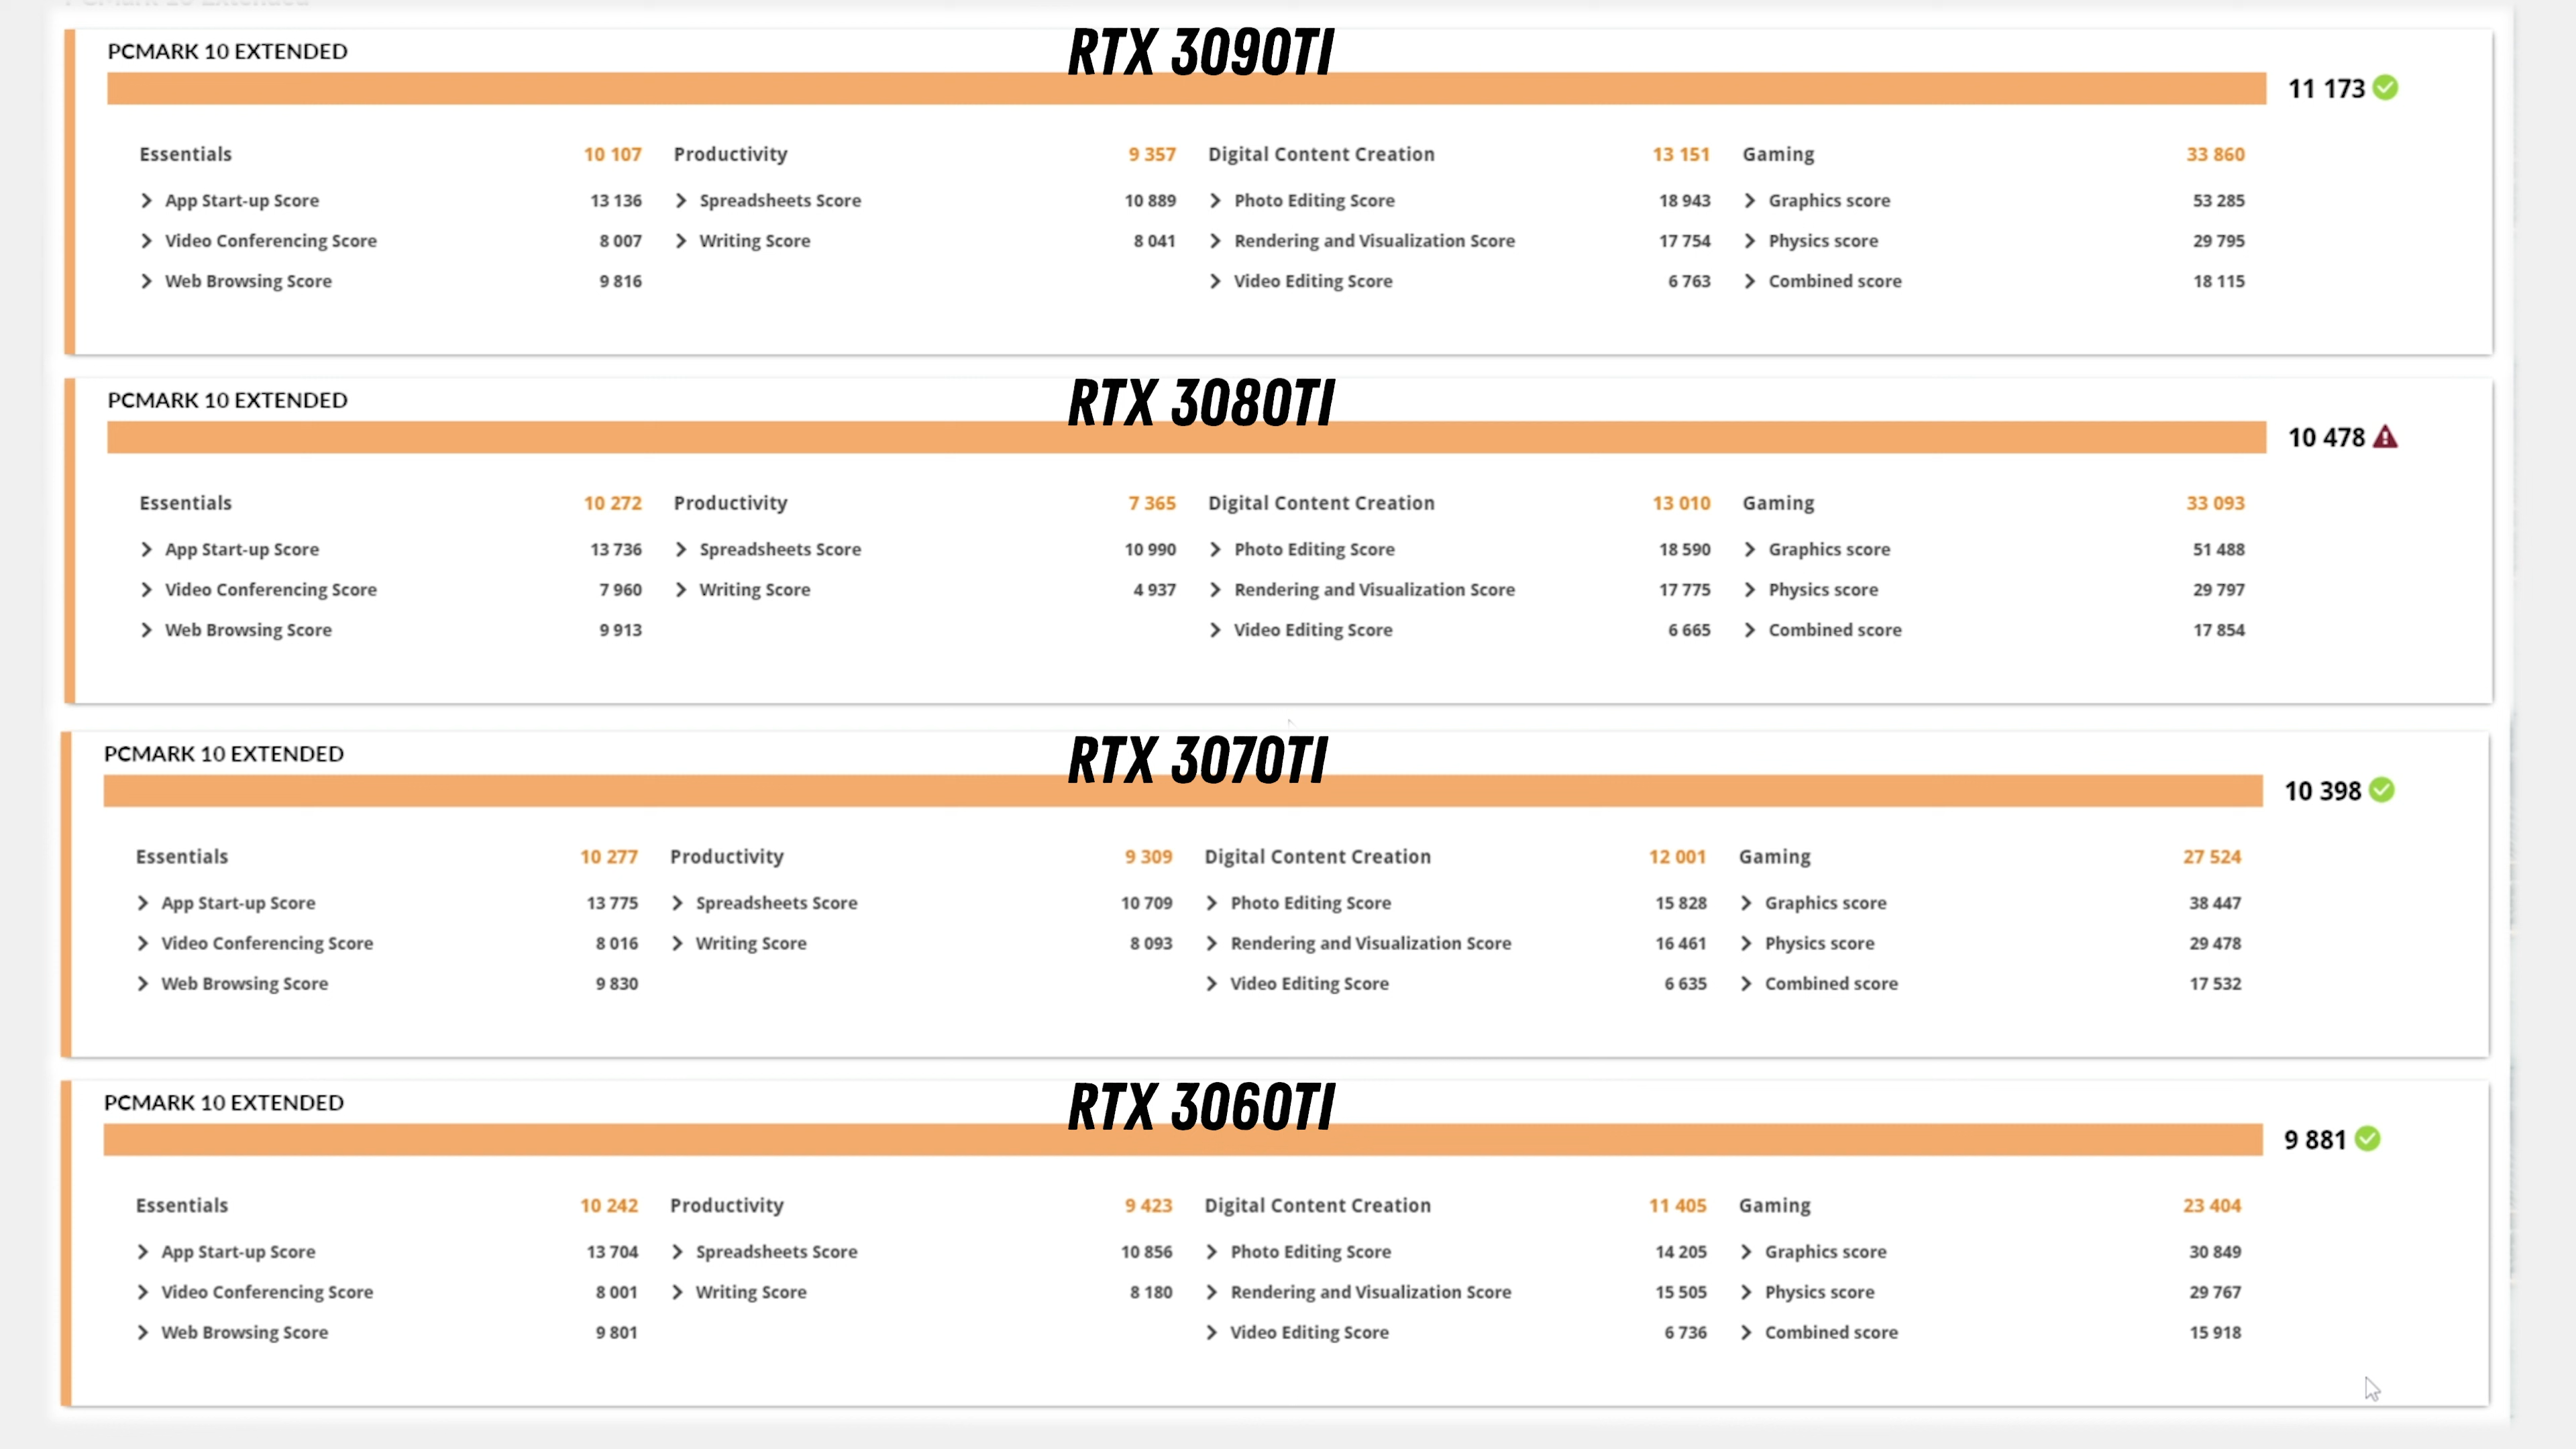 RTX 3090TI
PCMARK 10 EXTENDED
11 173
Essentials 10 107 Productivity 9 357 Digital Content Creation 13 151 Gaming 33 860
App Start-up Score 13 136 Spreadsheets Score 10 889 Photo Editing Score 18 943 Graphics score 53 285
Video Conferencing Score 8 007 Writing Score 8 041 Rendering and Visualization Score 17 754 Physics score 29 795
Web Browsing Score 9 816 Video Editing Score 6 763 Combined score 18 115
RTX 3080TI
PCMARK 10 EXTENDED
10 478
Essentials 10 272 Productivity 7 365 Digital Content Creation 13 010 Gaming 33 093
App Start-up Score 13 736 Spreadsheets Score 10 990 Photo Editing Score 18 590 Graphics score 51 488
Video Conferencing Score 7 960 Writing Score 4 937 Rendering and Visualization Score 17 775 Physics score 29 797
Web Browsing Score 9 913 Video Editing Score 6 665 Combined score 17 854
RTX 3070TI
PCMARK 10 EXTENDED
10 398
Essentials 10 277 Productivity 9 309 Digital Content Creation 12 001 Gaming 27 524
App Start-up Score 13 775 Spreadsheets Score 10 709 Photo Editing Score 15 828 Graphics score 38 447
Video Conferencing Score 8 016 Writing Score 8 093 Rendering and Visualization Score 16 461 Physics score 29 478
Web Browsing Score 9 830 Video Editing Score 6 635 Combined score 17 532
RTX 3060TI
PCMARK 10 EXTENDED
9 881
Essentials 10 242 Productivity 9 423 Digital Content Creation 11 405 Gaming 23 404
App Start-up Score 13 704 Spreadsheets Score 10 856 Photo Editing Score 14 205 Graphics score 30 849
Video Conferencing Score 8 001 Writing Score 8 180 Rendering and Visualization Score 15 505 Physics score 29 767
Web Browsing Score 9 801 Video Editing Score 6 736 Combined score 15 918